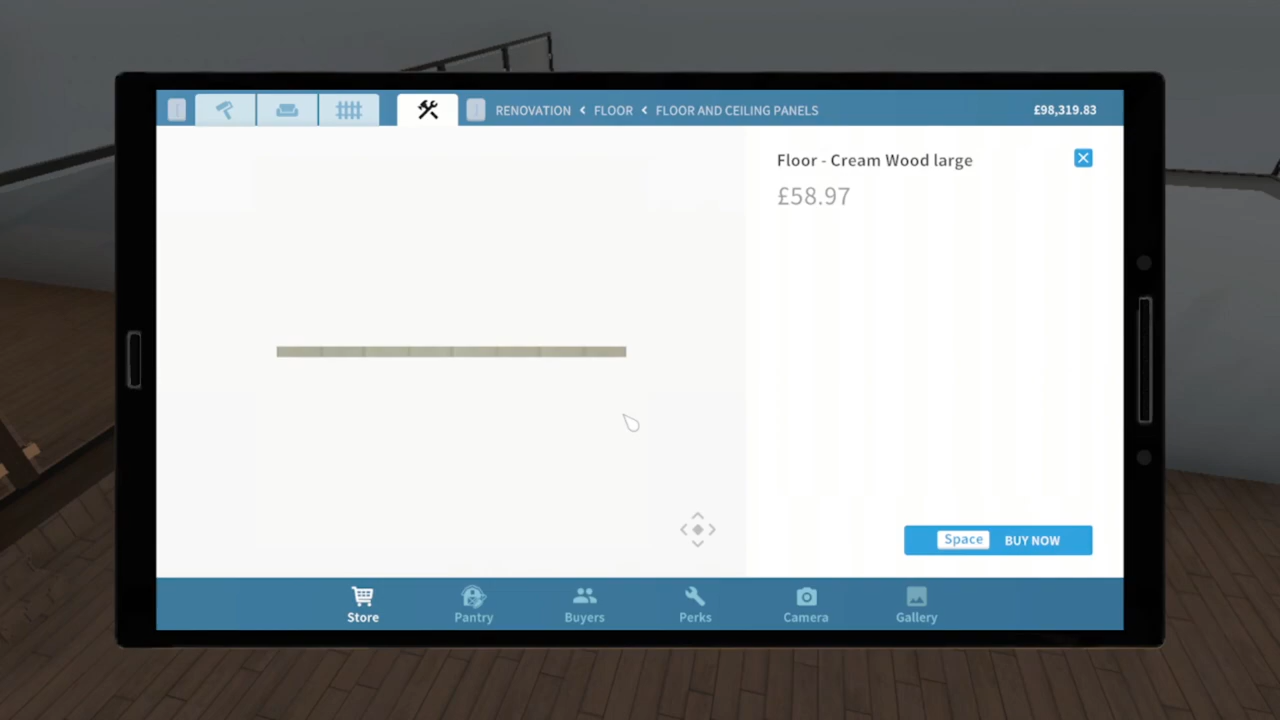 RENOVATION < FLOOR < FLOOR AND CEILING PANELS
£98,319.83
Floor - Cream Wood large
£58.97
Space BUY NOW
Store Pantry Buyers Perks Camera Gallery